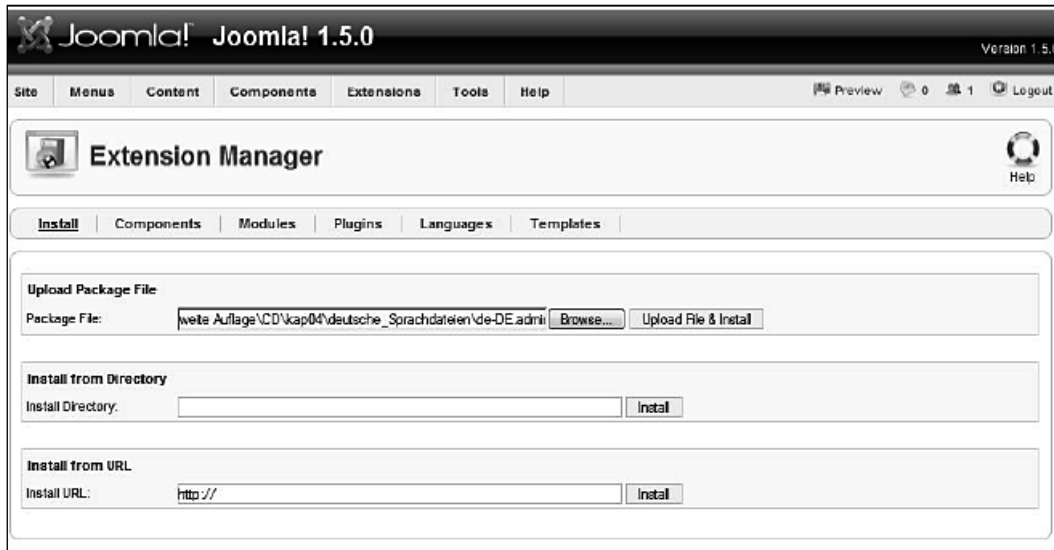 Joomla! Joomla! 1.5.0
Version 1.5.
Site Menus Content Components Extensions Tools Help Preview 0 1 Logout
Extension Manager
Help
Install Components Modules Plugins Languages Templates
Upload Package File
Package File: weite Auflage\CD\kap04\deutsche_Sprachdateien\de-DE.admi Browse... Upload File & Install
Install from Directory
Install Directory: Install
Install from URL
Install URL: http:// Install